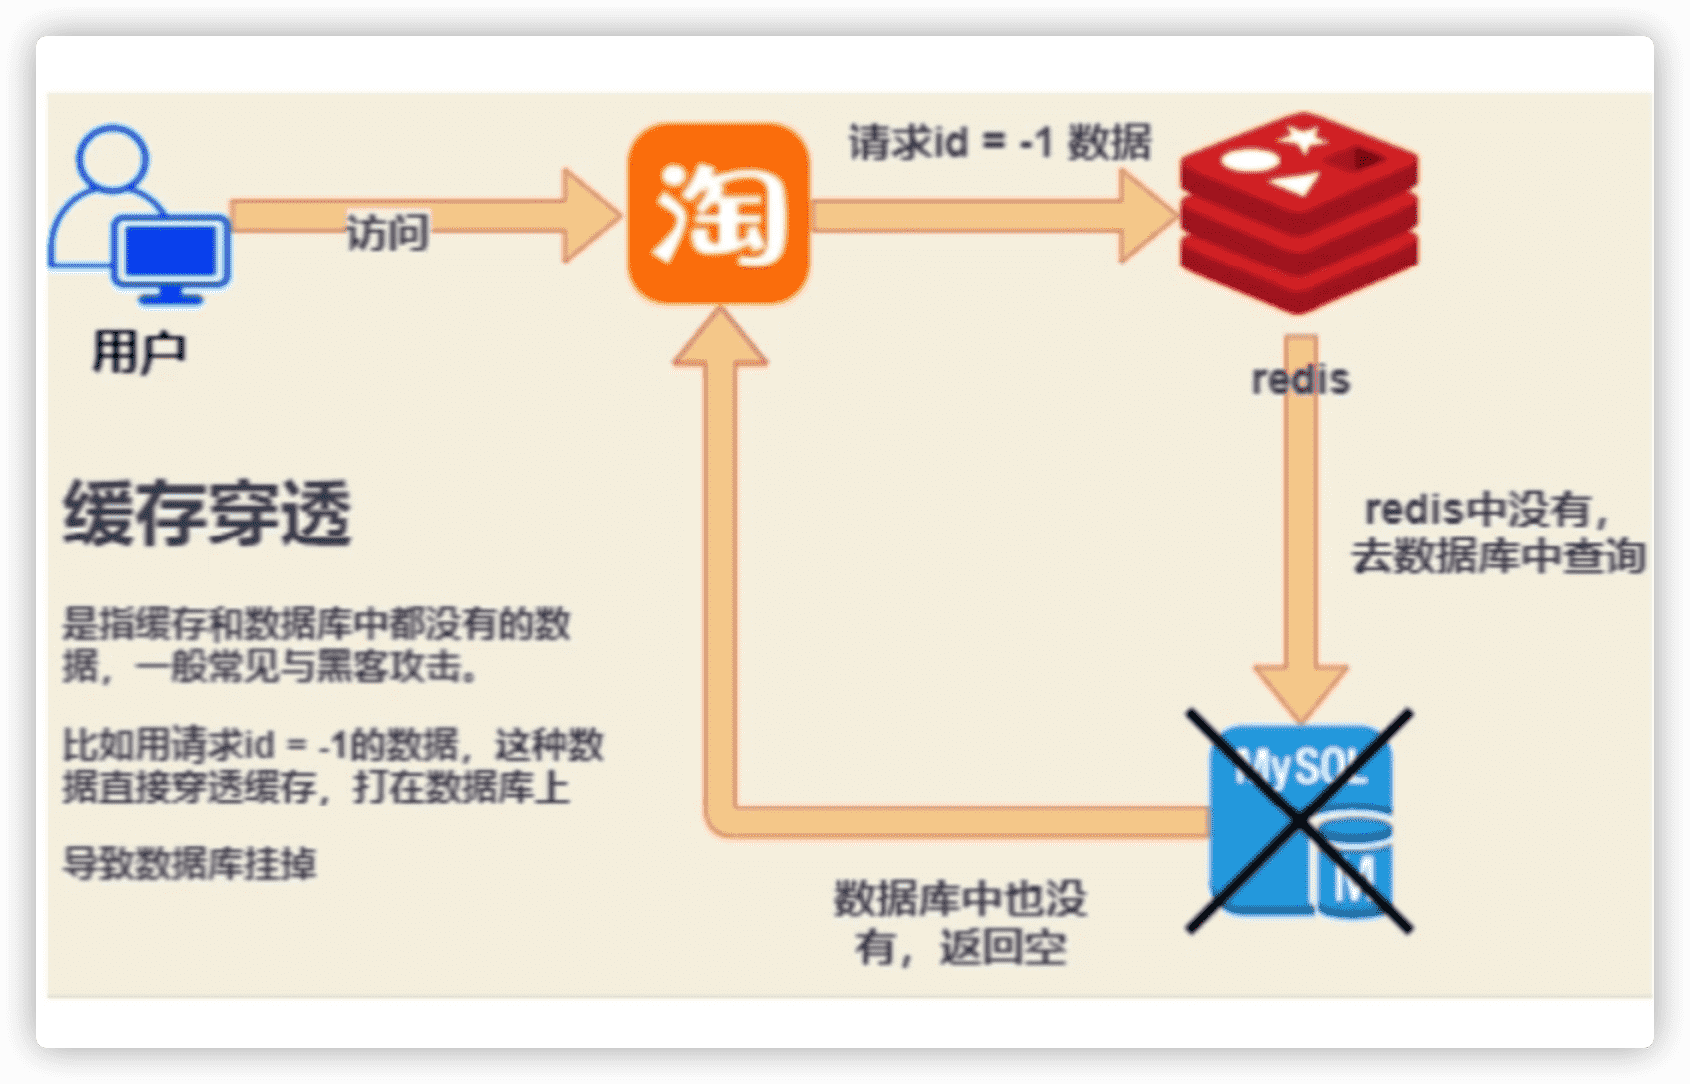 淘
请求id = -1 数据
访问
用户
redis
缓存穿透
redis中没有，
去数据库中查询
是指缓存和数据库中都没有的数
据，一般常见与黑客攻击。
比如用请求id = -1的数据，这种数
据直接穿透缓存，打在数据库上
导致数据库挂掉
MySQL
M
数据库中也没
有，返回空